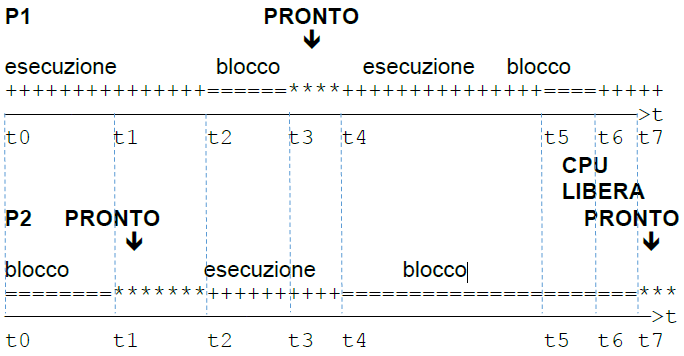 P1 PRONTO
🡻
esecuzione blocco esecuzione blocco
+++++++++++++++======****+++++++++++++++====+++++
>t
t0 t1 t2 t3 t4 t5 t6 t7
CPU
LIBERA
P2 PRONTO PRONTO
🡻 🡻
blocco esecuzione blocco
========*******++++++++++======================***
>t
t0 t1 t2 t3 t4 t5 t6 t7